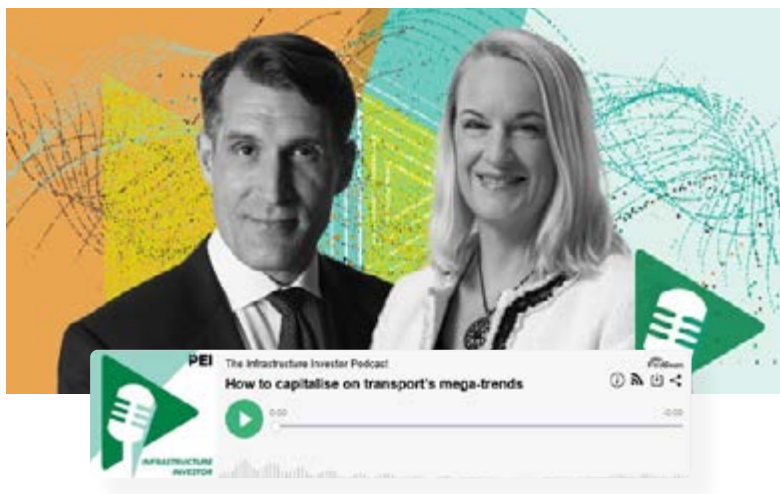 PEI
The Infrastructure Investor Podcast
How to capitalise on transport's mega-trends
0:00
-0:00
INFRASTRUCTURE
INVESTOR